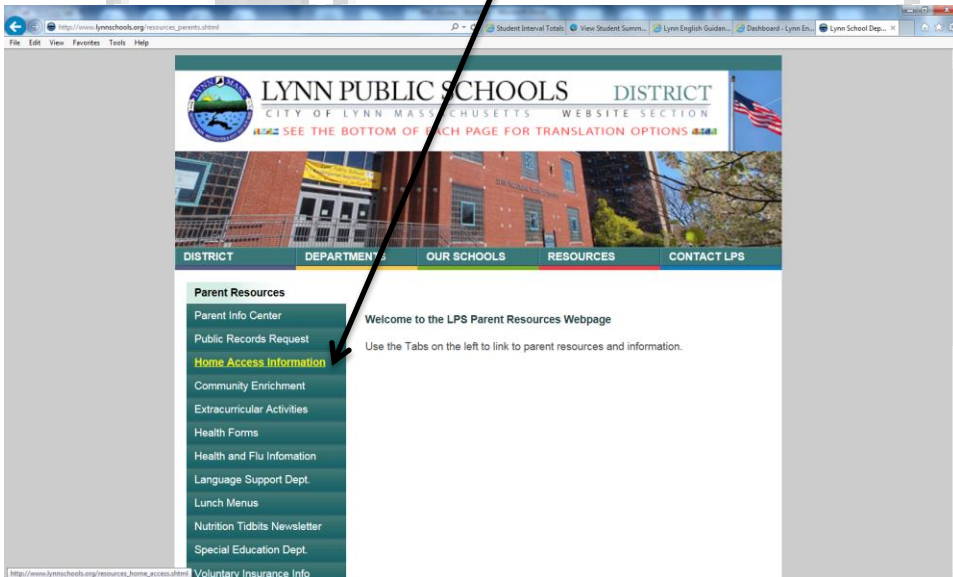 http://www.lynnschools.org/resources_parents.shtml
Student Interval Totals
View Student Summ...
Lynn English Guidan...
Dashboard - Lynn En...
Lynn School Dep...
File Edit View Favorites Tools Help
LYNN PUBLIC SCHOOLS DISTRICT
CITY OF LYNN MASSACHUSETTS WEBSITE SECTION
SEE THE BOTTOM OF EACH PAGE FOR TRANSLATION OPTIONS
DISTRICT DEPARTMENTS OUR SCHOOLS RESOURCES CONTACT LPS
Parent Resources
Parent Info Center
Public Records Request
Home Access Information
Community Enrichment
Extracurricular Activities
Health Forms
Health and Flu Infomation
Language Support Dept.
Lunch Menus
Nutrition Tidbits Newsletter
Special Education Dept.
Voluntary Insurance Info
Welcome to the LPS Parent Resources Webpage
Use the Tabs on the left to link to parent resources and information.
http://www.lynnschools.org/resources_home_access.shtml